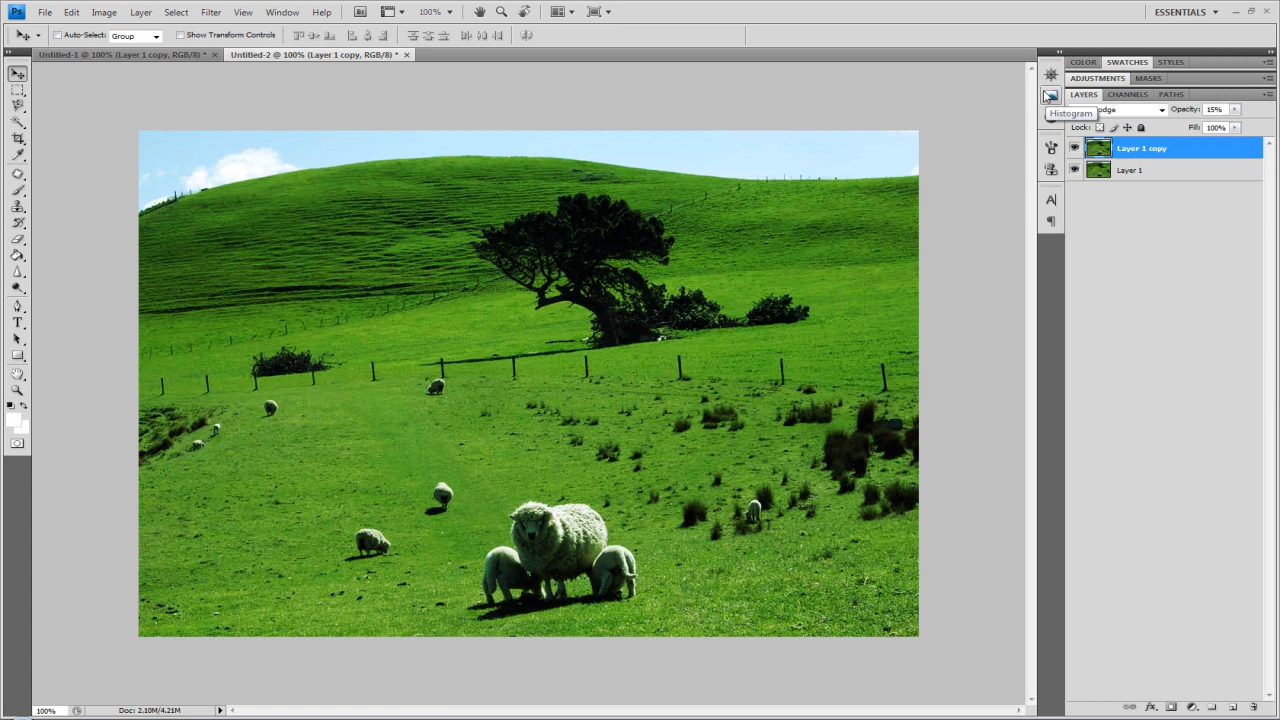 Ps File Edit Image Layer Select Filter Analysis View Window Help Br 100% ESSENTIALS
Auto-Select: Group Show Transform Controls
Untitled-1 @ 100% (Layer 1 copy, RGB/8) * × Untitled-2 @ 100% (Layer 1 copy, RGB/8) * ×
COLOR SWATCHES STYLES
ADJUSTMENTS MASKS
LAYERS CHANNELS PATHS
Opacity: 15%
Histogram
Lock: Fill: 100%
Layer 1 copy
Layer 1
100% Doc: 2.10M/4.21M